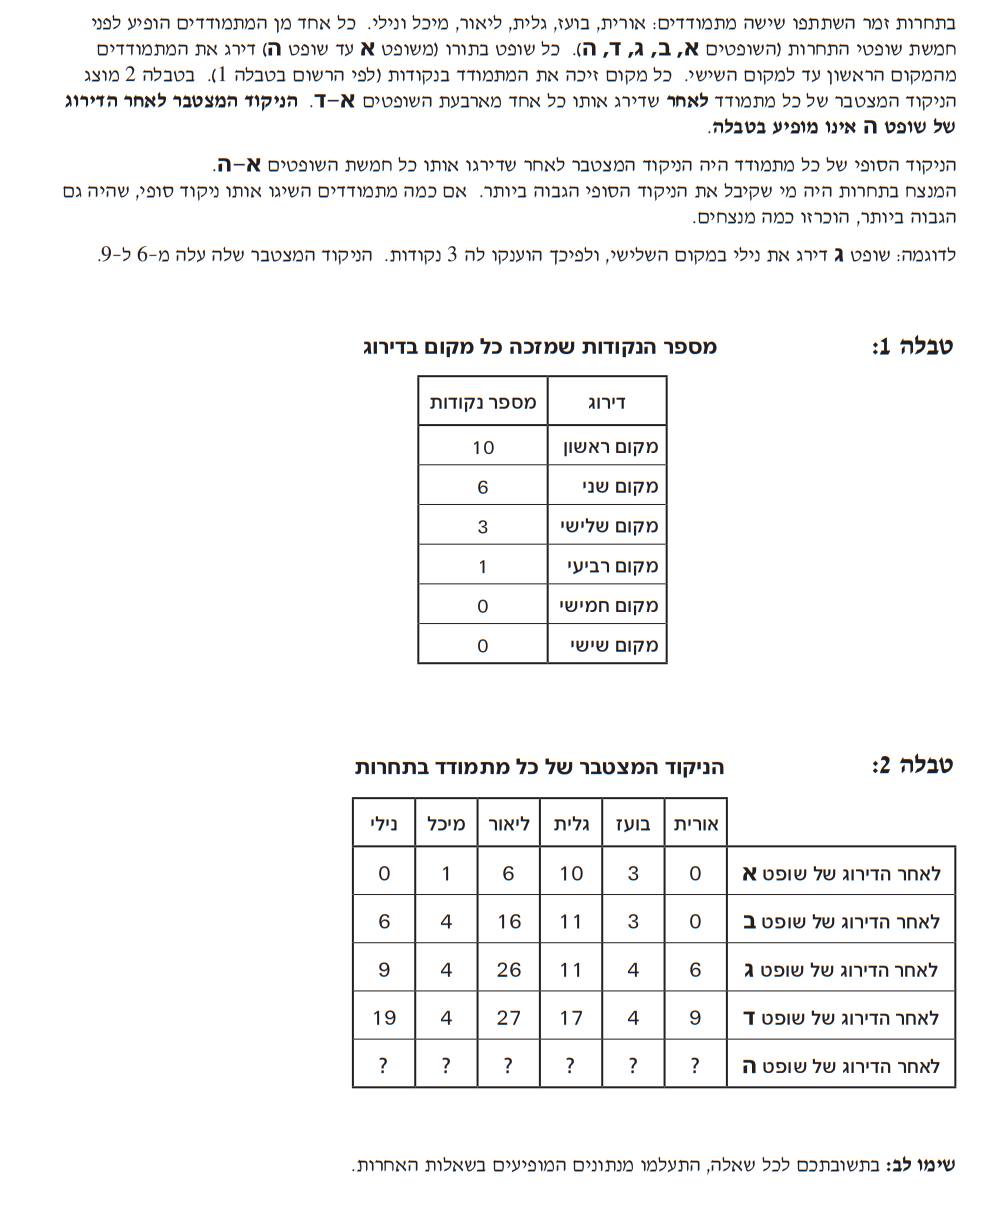 בתחרות זמר השתתפו שישה מתמודדים: אורית, בועז, גלית, ליאור, מיכל ונילי. כל אחד מן המתמודדים הופיע לפני
חמשת שופטי התחרות (השופטים א, ב, ג, ד, ה). כל שופט בתורו (משופט א עד שופט ה) דירג את המתמודדים
מהמקום הראשון עד למקום השישי. כל מקום זיכה את המתמודד בנקודות (לפי הרשום בטבלה 1). בטבלה 2 מוצג
הניקוד המצטבר של כל מתמודד לאחר שדירג אותו כל אחד מארבעת השופטים א–ד. הניקוד המצטבר לאחר הדירוג
של שופט ה אינו מופיע בטבלה.
הניקוד הסופי של כל מתמודד היה הניקוד המצטבר לאחר שדירגו אותו כל חמשת השופטים א–ה.
המנצח בתחרות היה מי שקיבל את הניקוד הסופי הגבוה ביותר. אם כמה מתמודדים השיגו אותו ניקוד סופי, שהיה גם
הגבוה ביותר, הוכרזו כמה מנצחים.
לדוגמה: שופט ג דירג את נילי במקום השלישי, ולפיכך הוענקו לה 3 נקודות. הניקוד המצטבר שלה עלה מ-6 ל-9.
טבלה 1: מספר הנקודות שמזכה כל מקום בדירוג
דירוג מספר נקודות
מקום ראשון 10
מקום שני 6
מקום שלישי 3
מקום רביעי 1
מקום חמישי 0
מקום שישי 0
טבלה 2: הניקוד המצטבר של כל מתמודד בתחרות
אורית בועז גלית ליאור מיכל נילי
לאחר הדירוג של שופט א 0 3 10 6 1 0
לאחר הדירוג של שופט ב 0 3 11 16 4 6
לאחר הדירוג של שופט ג 6 4 11 26 4 9
לאחר הדירוג של שופט ד 9 4 17 27 4 19
לאחר הדירוג של שופט ה ? ? ? ? ? ?
שימו לב: בתשובתכם לכל שאלה, התעלמו מנתונים המופיעים בשאלות האחרות.